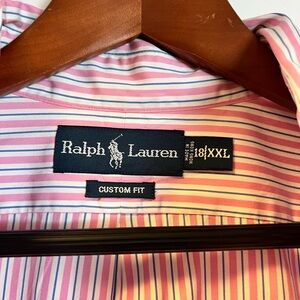 Ralph Lauren
18/XXL
CUSTOM FIT